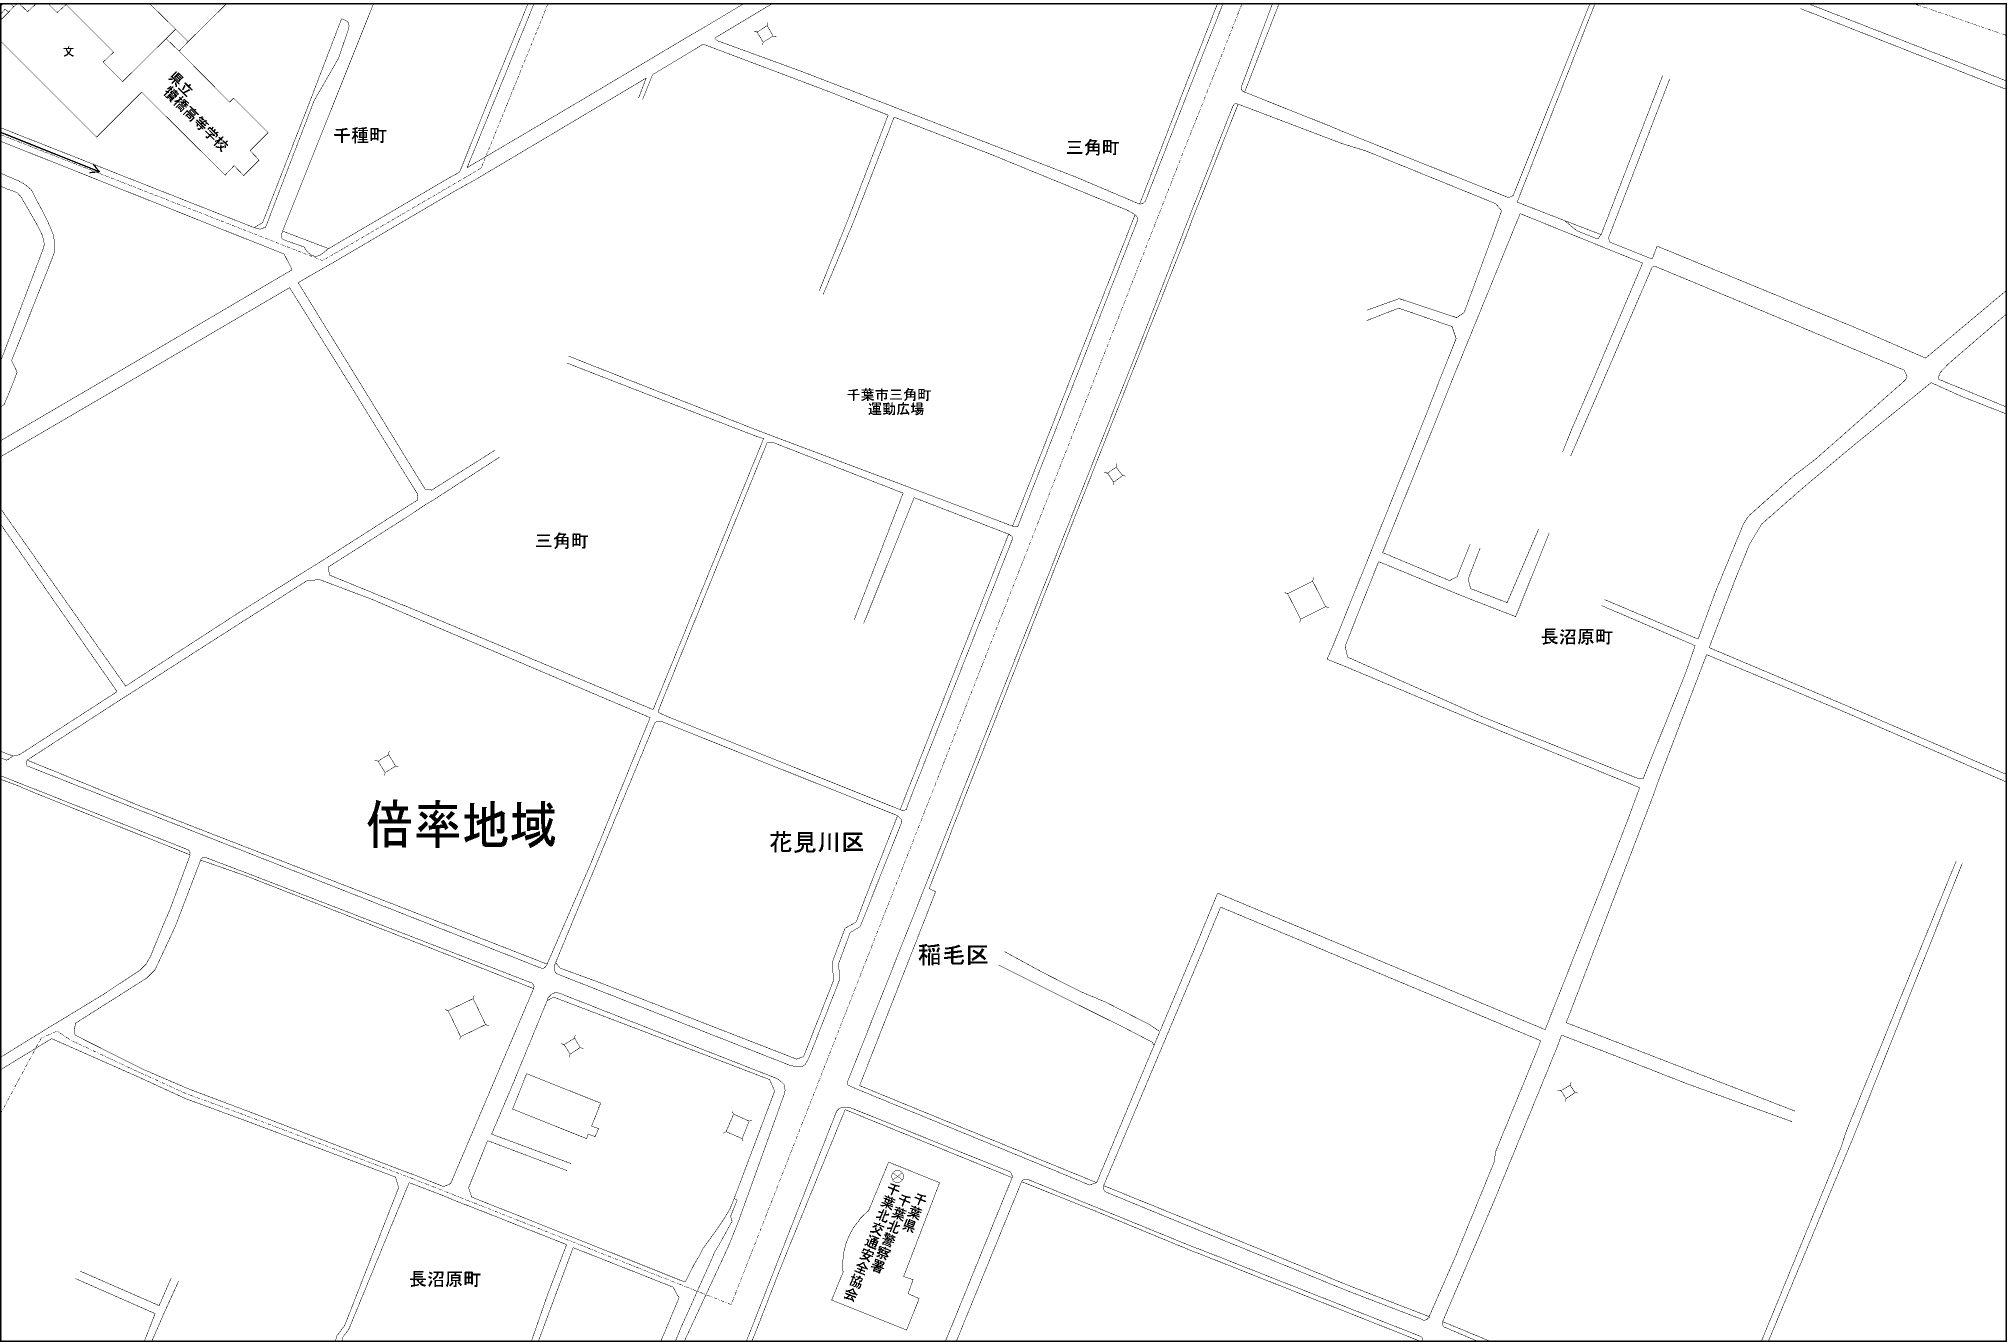 文
県立
犢橋高等学校
千種町
三角町
千葉市三角町
運動広場
三角町
長沼原町
倍率地域
花見川区
稲毛区
千葉県
千葉北警察署
千葉北交通安全協会
長沼原町